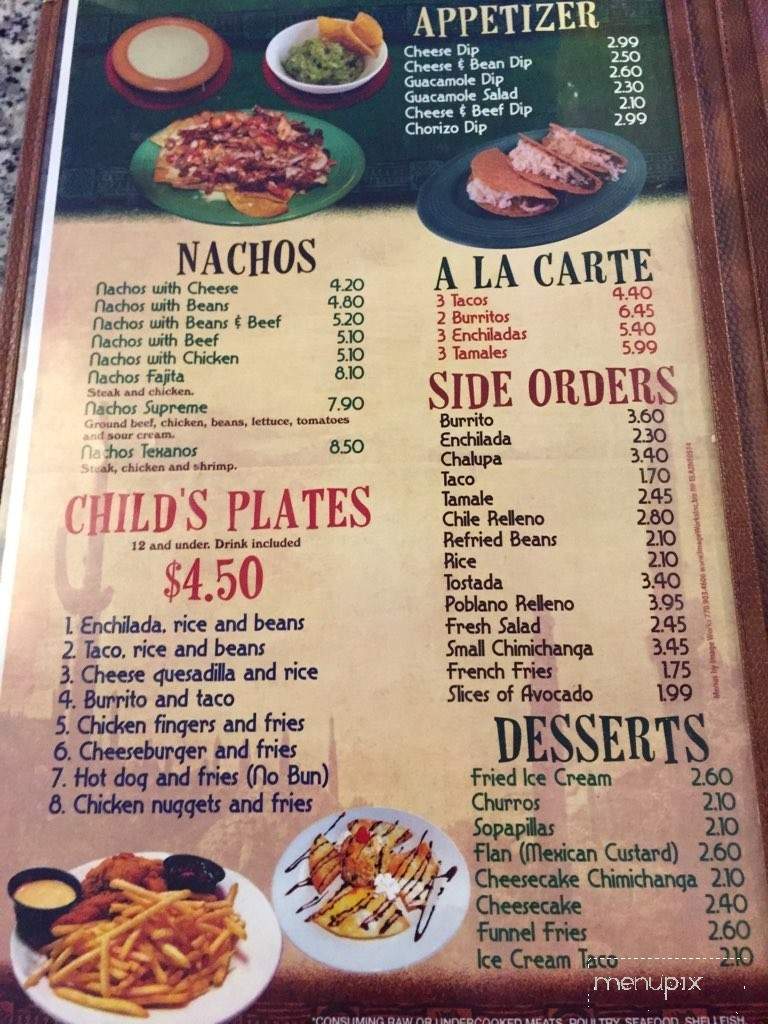 APPETIZER
Cheese Dip 2.99
Cheese & Bean Dip 2.50
Guacamole Dip 2.60
Guacamole Salad 2.30
Cheese & Beef Dip 2.10
Chorizo Dip 2.99
NACHOS
Nachos with Cheese 4.20
Nachos with Beans 4.80
Nachos with Beans & Beef 5.20
Nachos with Beef 5.10
Nachos with Chicken 5.10
Nachos Fajita 8.10
Steak and chicken.
Nachos Supreme 7.90
Ground beef, chicken, beans, lettuce, tomatoes
and sour cream.
Nachos Texanos 8.50
Steak, chicken and shrimp.
CHILD'S PLATES
12 and under. Drink included
$4.50
1. Enchilada, rice and beans
2. Taco, rice and beans
3. Cheese quesadilla and rice
4. Burrito and taco
5. Chicken fingers and fries
6. Cheeseburger and fries
7. Hot dog and fries (No Bun)
8. Chicken nuggets and fries
A LA CARTE
3 Tacos 4.40
2 Burritos 6.45
3 Enchiladas 5.40
3 Tamales 5.99
SIDE ORDERS
Burrito 3.60
Enchilada 2.30
Chalupa 3.40
Taco 1.70
Tamale 2.45
Chile Relleno 2.80
Refried Beans 2.10
Rice 2.10
Tostada 3.40
Poblano Relleno 3.95
Fresh Salad 2.45
Small Chimichanga 3.45
French Fries 1.75
Slices of Avocado 1.99
Menus by Image Works 770.903.4606
DESSERTS
Fried Ice Cream 2.60
Churros 2.10
Sopapillas 2.10
Flan (Mexican Custard) 2.60
Cheesecake Chimichanga 2.10
Cheesecake 2.40
Funnel Fries 2.60
Ice Cream Taco 2.10
menupix
*CONSUMING RAW OR UNDERCOOKED MEATS, POULTRY, SEAFOOD, SHELLFISH,